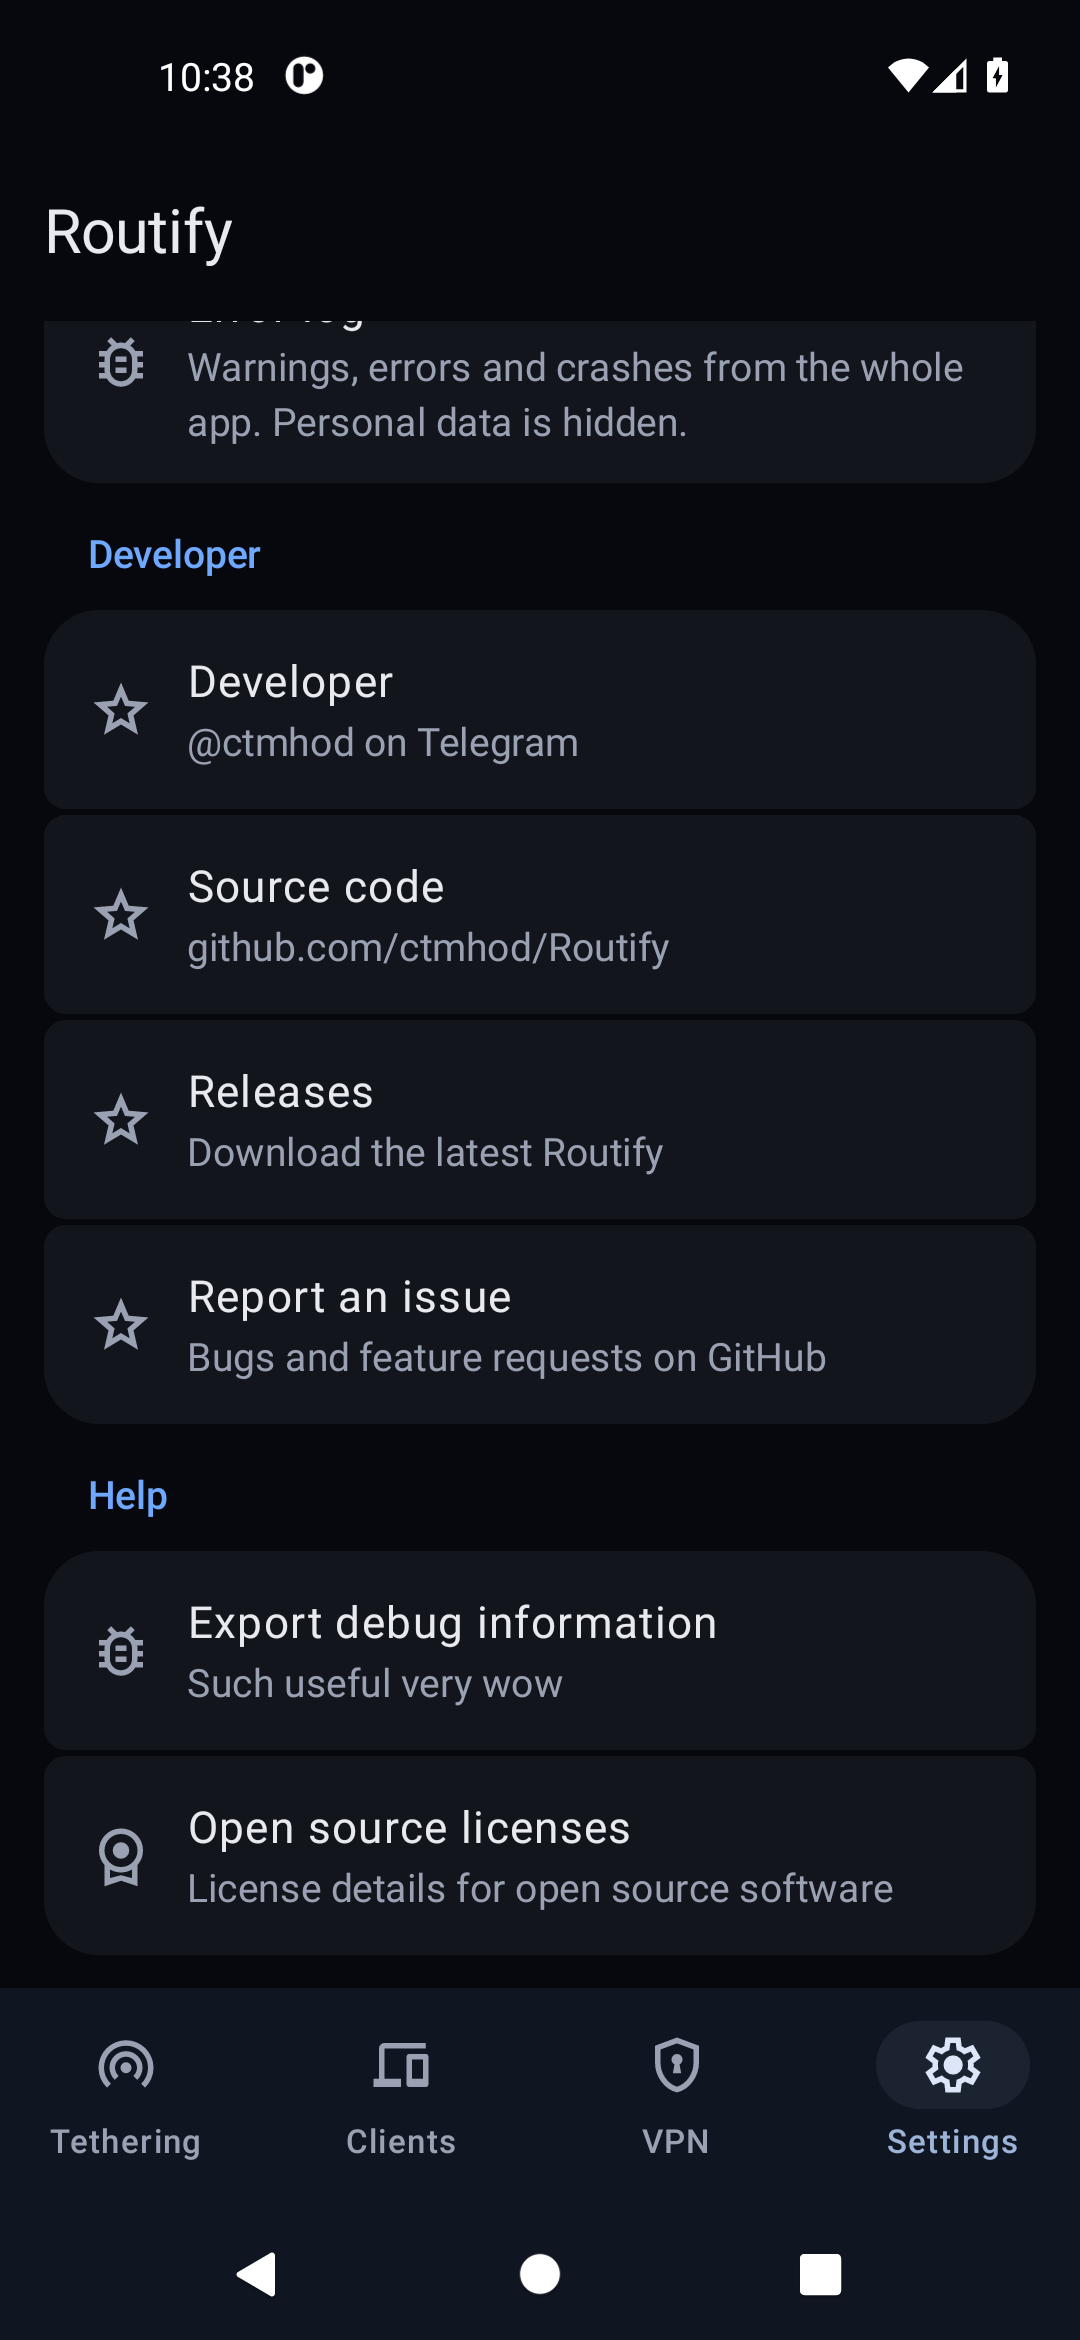 10:38
Routify
Error log
Warnings, errors and crashes from the whole
app. Personal data is hidden.
Developer
Developer
@ctmhod on Telegram
Source code
github.com/ctmhod/Routify
Releases
Download the latest Routify
Report an issue
Bugs and feature requests on GitHub
Help
Export debug information
Such useful very wow
Open source licenses
License details for open source software
Tethering
Clients
VPN
Settings